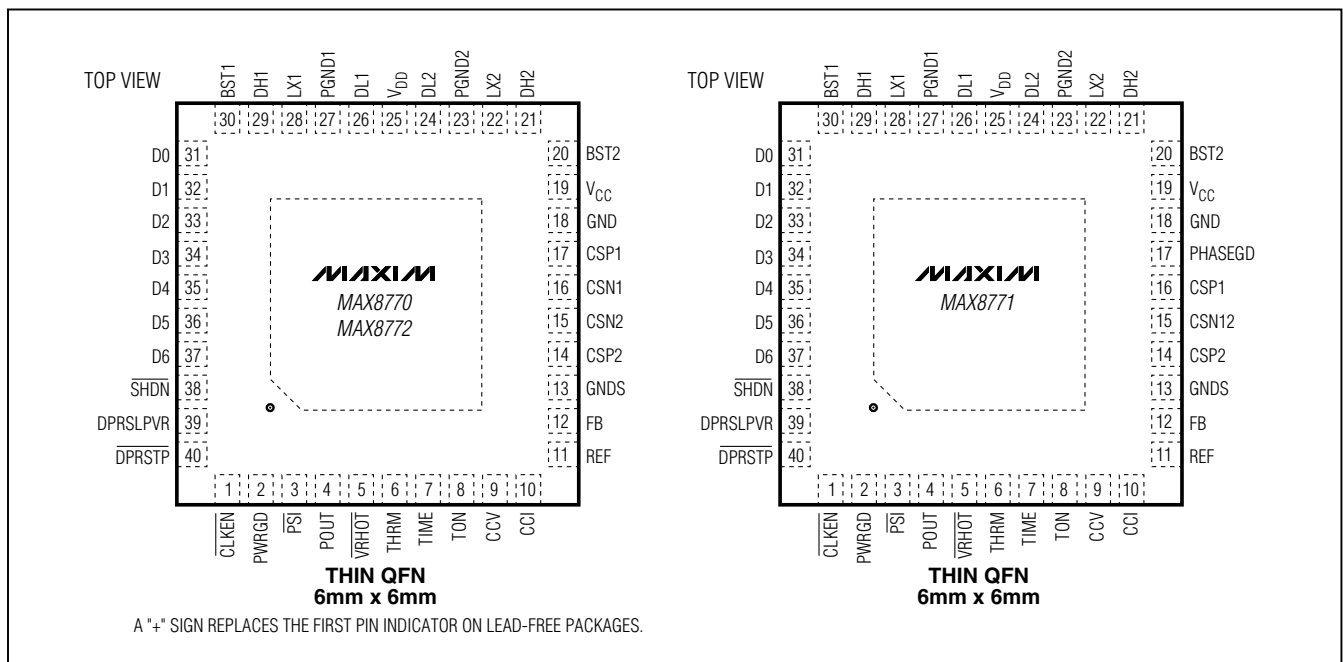 TOP VIEW
BST1 DH1 LX1 PGND1 DL1 VDD DL2 PGND2 LX2 DH2
30 29 28 27 26 25 24 23 22 21
D0 31
D1 32
D2 33
D3 34
D4 35
D5 36
D6 37
SHDN 38
DPRSLPVR 39
DPRSTP 40
MAXIM
MAX8770
MAX8772
20 BST2
19 VCC
18 GND
17 CSP1
16 CSN1
15 CSN2
14 CSP2
13 GNDS
12 FB
11 REF
1 2 3 4 5 6 7 8 9 10
CLKEN PWRGD PSI POUT VRHOT THRM TIME TON CCV CCI
THIN QFN
6mm x 6mm
TOP VIEW
BST1 DH1 LX1 PGND1 DL1 VDD DL2 PGND2 LX2 DH2
30 29 28 27 26 25 24 23 22 21
D0 31
D1 32
D2 33
D3 34
D4 35
D5 36
D6 37
SHDN 38
DPRSLPVR 39
DPRSTP 40
MAXIM
MAX8771
20 BST2
19 VCC
18 GND
17 PHASEGD
16 CSP1
15 CSN12
14 CSP2
13 GNDS
12 FB
11 REF
1 2 3 4 5 6 7 8 9 10
CLKEN PWRGD PSI POUT VRHOT THRM TIME TON CCV CCI
THIN QFN
6mm x 6mm
A "+" SIGN REPLACES THE FIRST PIN INDICATOR ON LEAD-FREE PACKAGES.